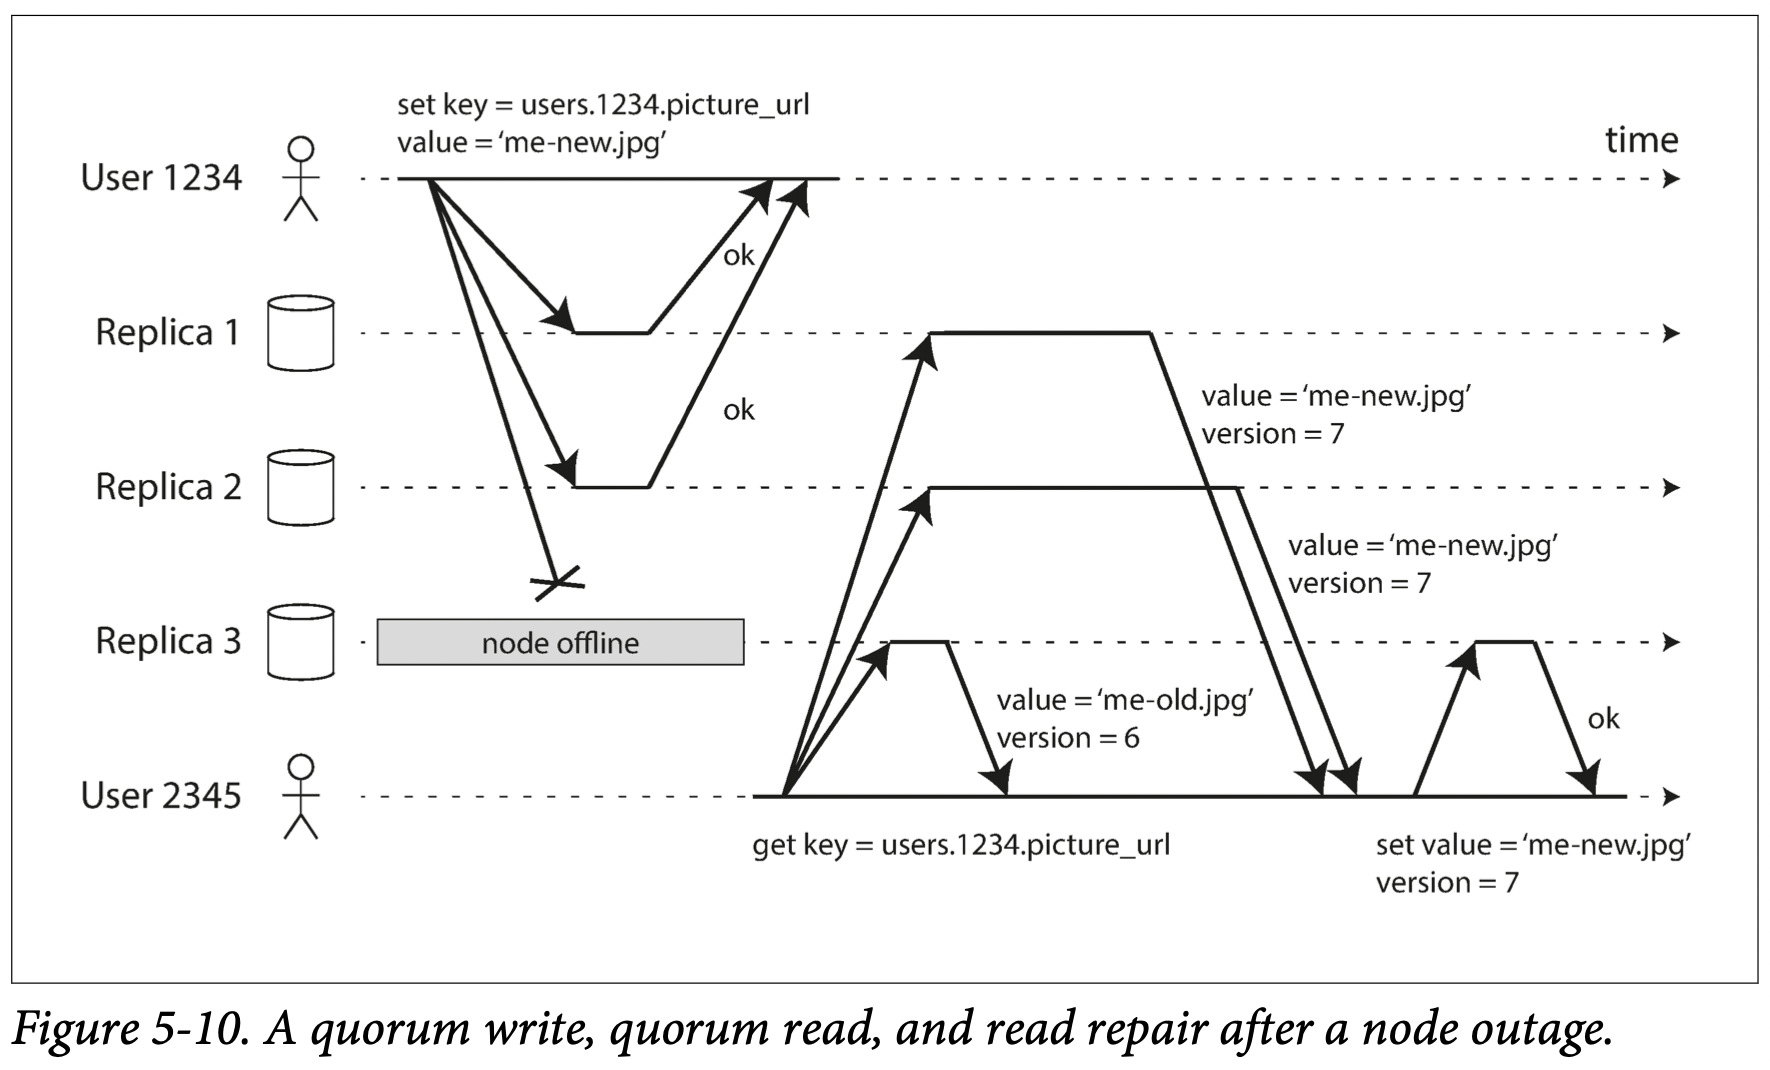 set key = users.1234.picture_url
value = ‘me-new.jpg’
time
User 1234
ok
Replica 1
value = ‘me-new.jpg’
version = 7
ok
Replica 2
value = ‘me-new.jpg’
version = 7
Replica 3
node offline
value = ‘me-old.jpg’
version = 6
ok
User 2345
get key = users.1234.picture_url
set value = ‘me-new.jpg’
version = 7
Figure 5-10. A quorum write, quorum read, and read repair after a node outage.